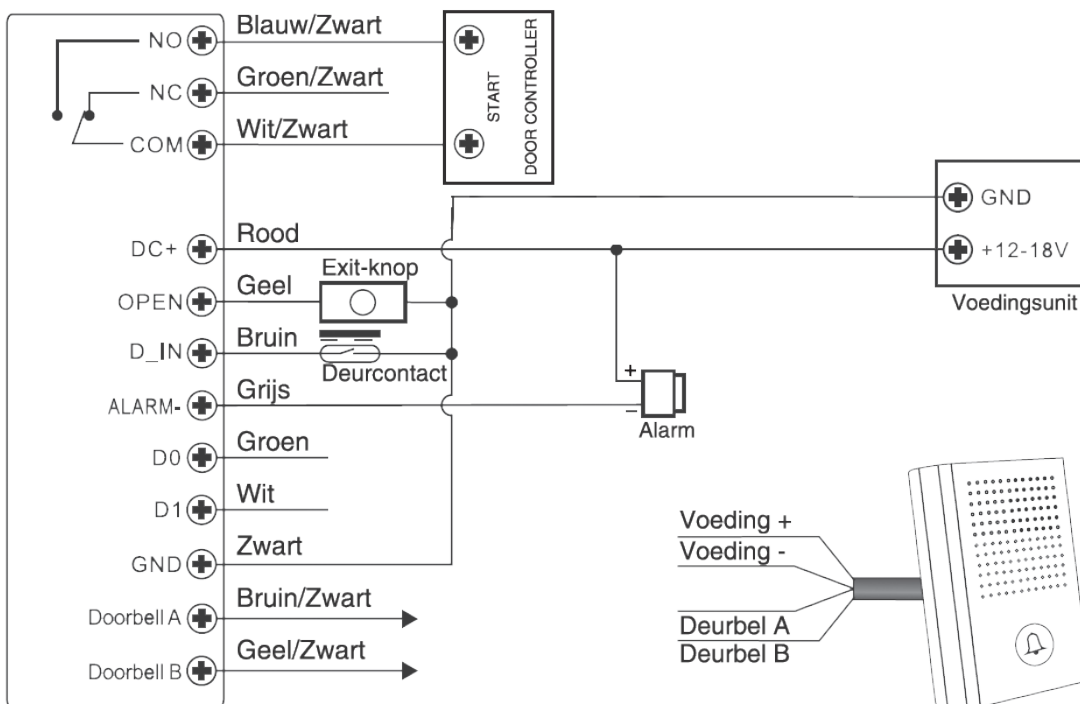 NO
Blauw/Zwart
NC
Groen/Zwart
COM
Wit/Zwart
START
DOOR CONTROLLER
GND
DC+
Rood
+12-18V
Voedingsunit
OPEN
Geel
Exit-knop
D_IN
Bruin
Deurcontact
ALARM-
Grijs
+
–
Alarm
D0
Groen
D1
Wit
GND
Zwart
Doorbell A
Bruin/Zwart
Doorbell B
Geel/Zwart
Voeding +
Voeding -
Deurbel A
Deurbel B